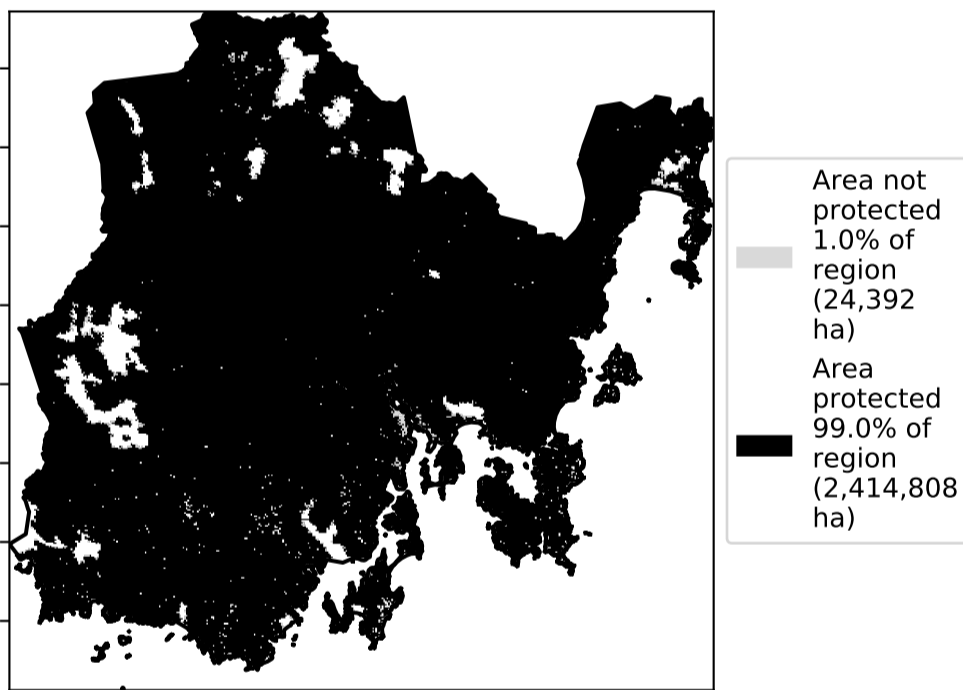 Area not
protected
1.0% of
region
(24,392
ha)
Area
protected
99.0% of
region
(2,414,808
ha)